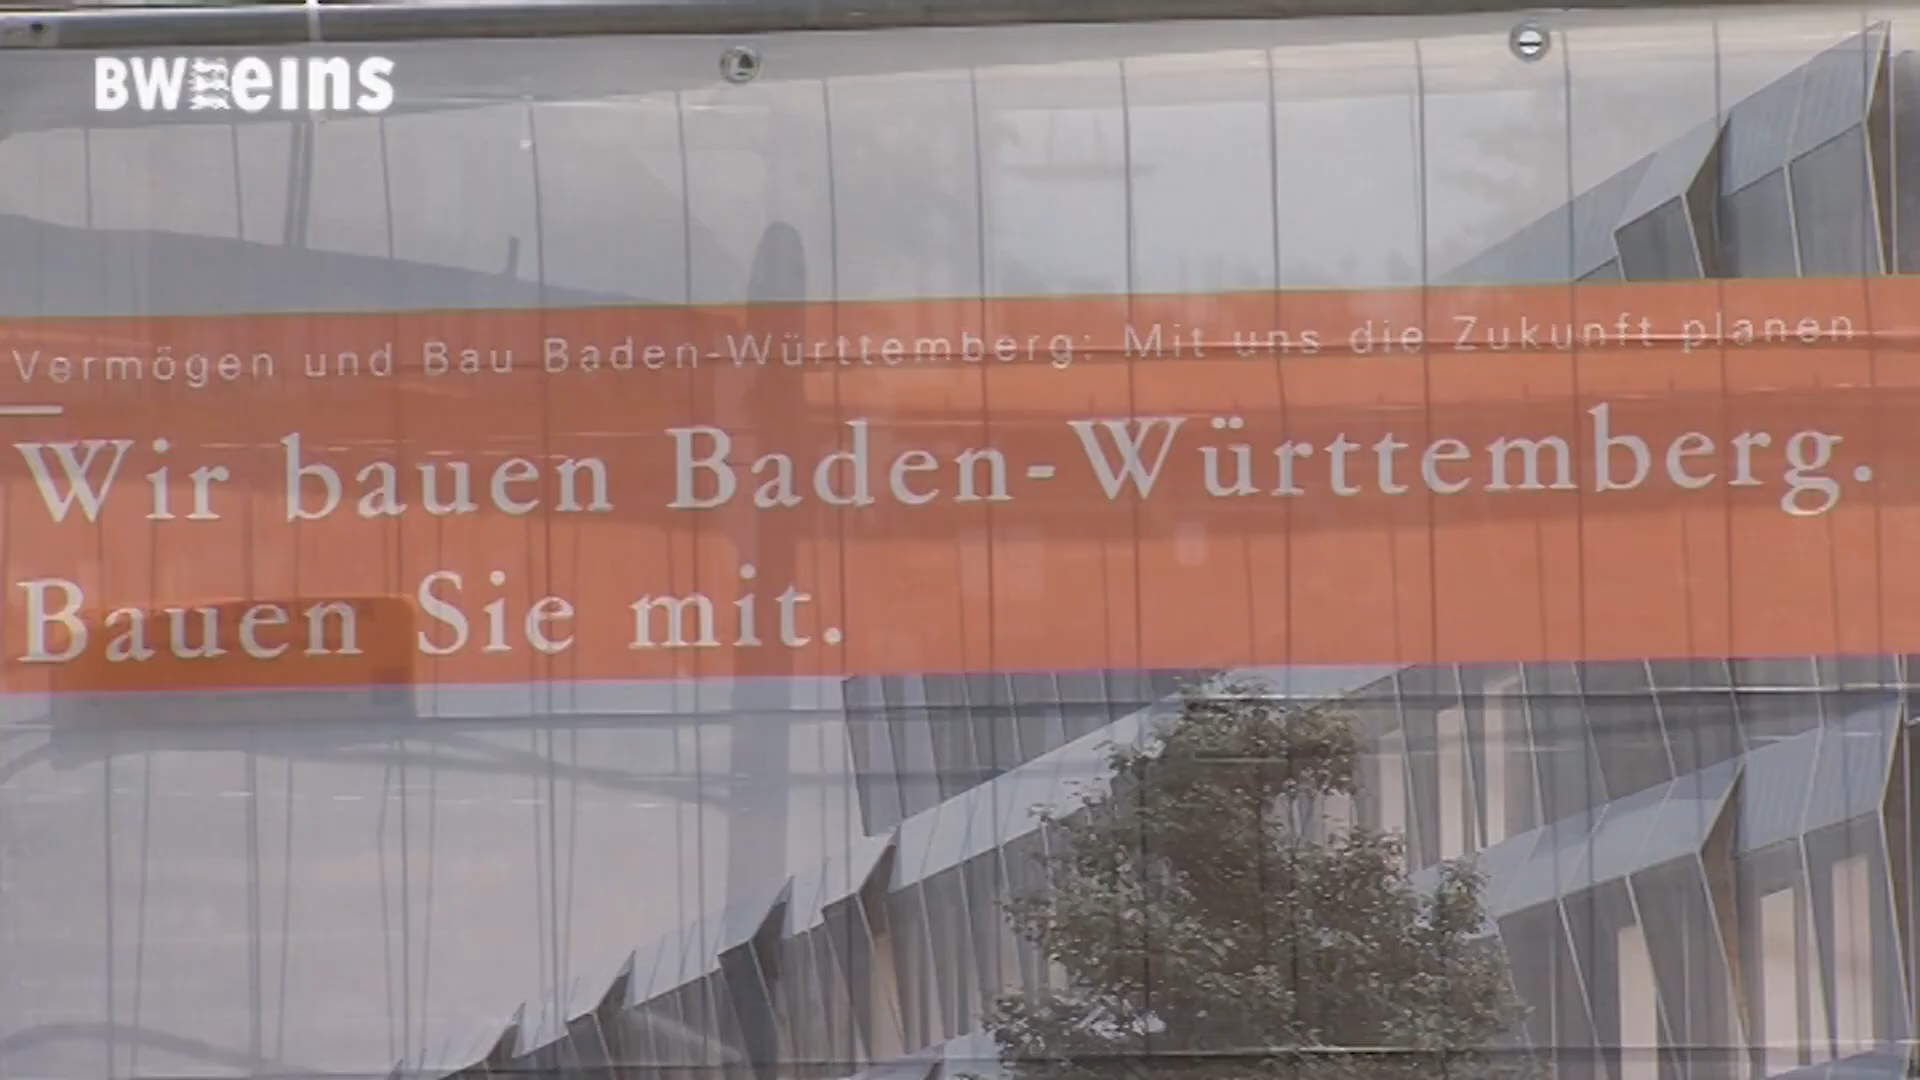 BW eins
Vermögen und Bau Baden-Württemberg: Mit uns die Zukunft planen
Wir bauen Baden-Württemberg.
Bauen Sie mit.